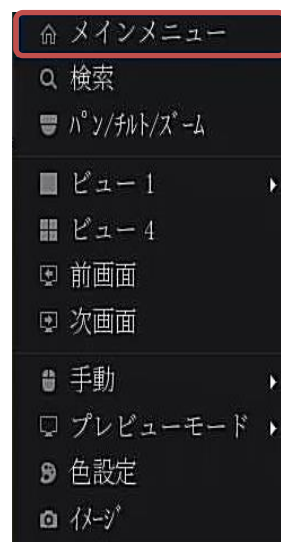 メインメニュー
検索
パン/チルト/ズーム
ビュー 1
ビュー 4
前画面
次画面
手動
プレビューモード
色設定
イメージ